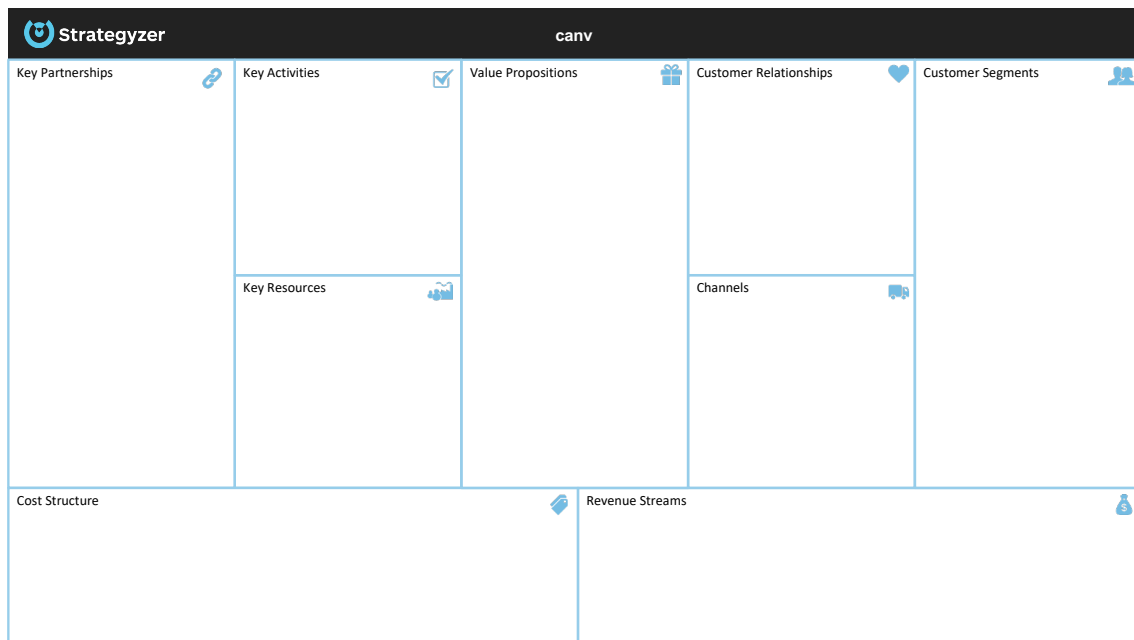 Strategyzer
canv
Key Partnerships
Key Activities
Value Propositions
Customer Relationships
Customer Segments
Key Resources
Channels
Cost Structure
Revenue Streams
$